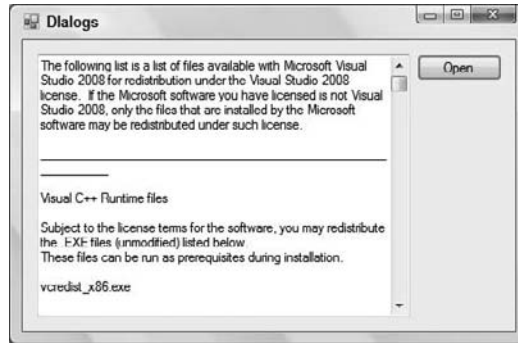 Dialogs
The following list is a list of files available with Microsoft Visual
Studio 2008 for redistribution under the Visual Studio 2008
license. If the Microsoft software you have licensed is not Visual
Studio 2008, only the files that are installed by the Microsoft
software may be redistributed under such license.
Visual C++ Runtime files
Subject to the license terms for the software, you may redistribute
the .EXE files (unmodified) listed below.
These files can be run as prerequisites during installation.
vcredist_x86.exe
Open